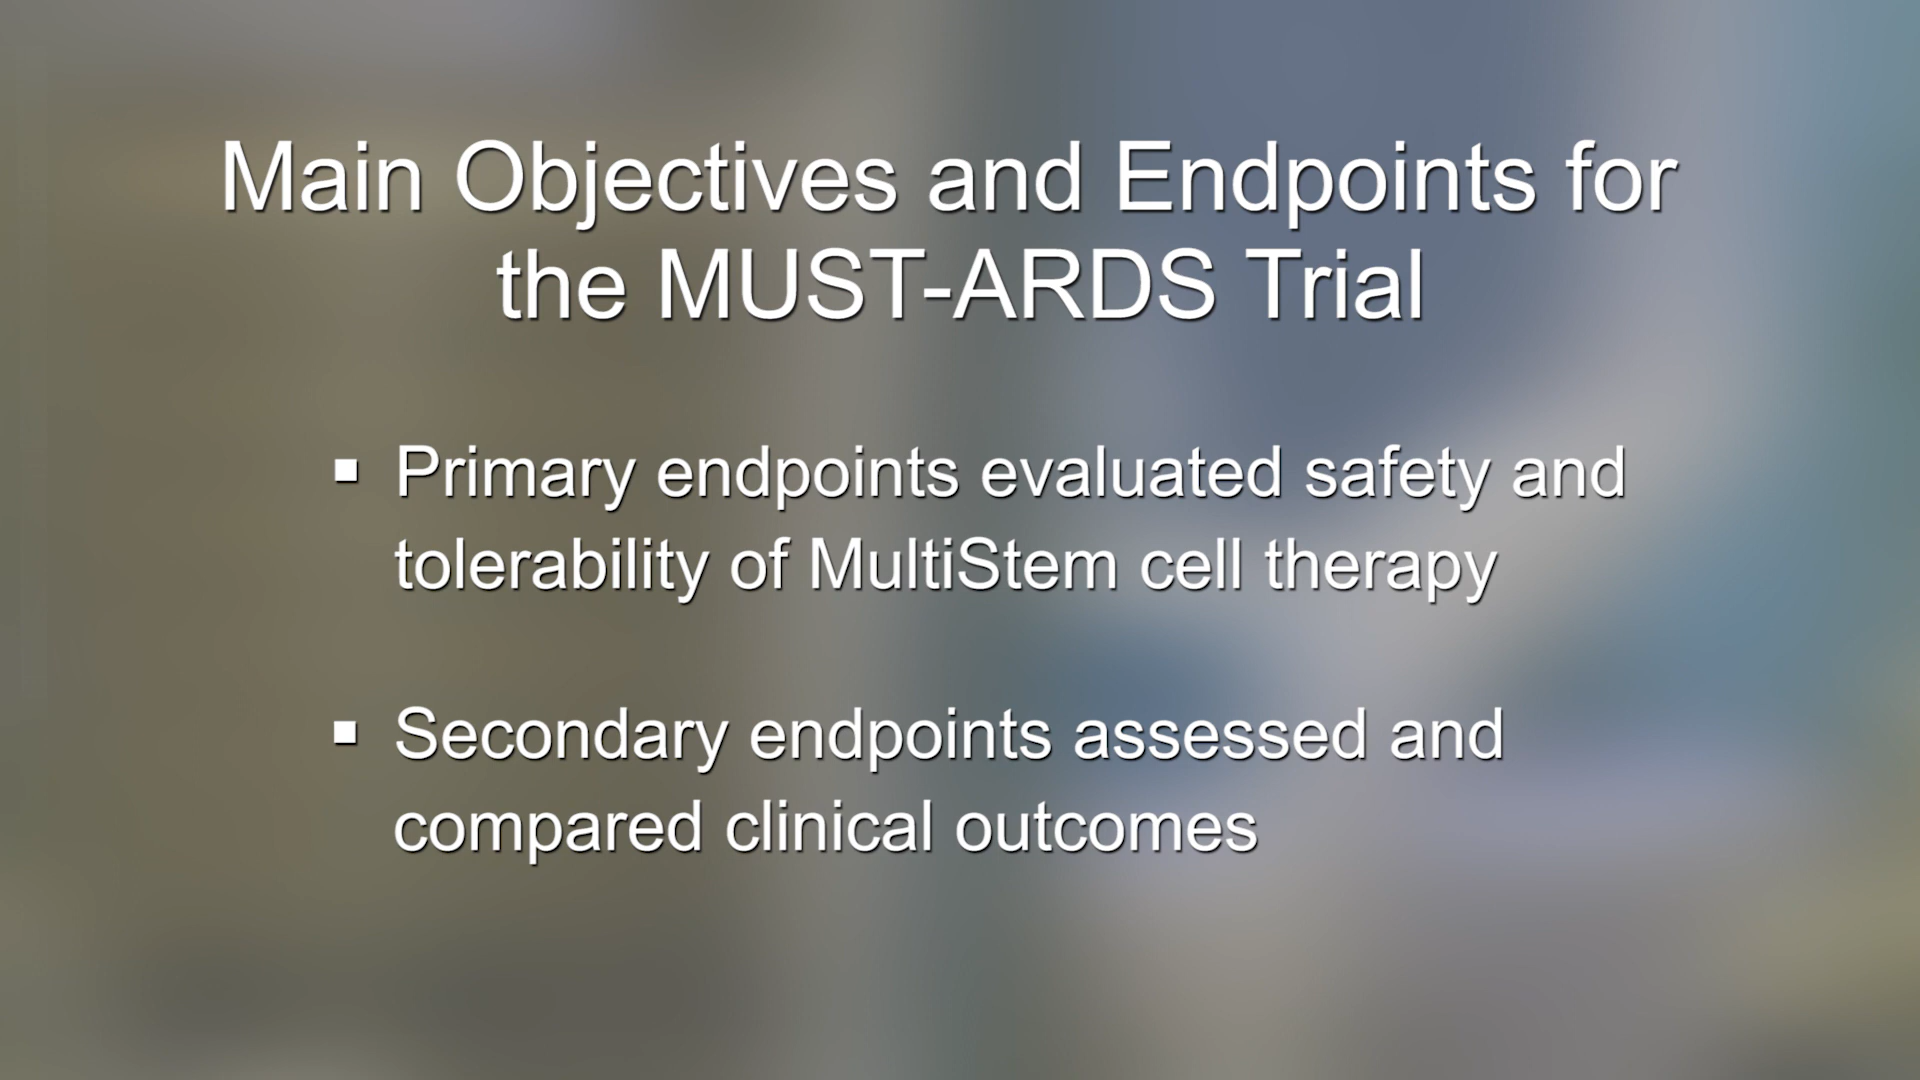 Main Objectives and Endpoints for
the MUST-ARDS Trial
▪ Primary endpoints evaluated safety and
tolerability of MultiStem cell therapy
▪ Secondary endpoints assessed and
compared clinical outcomes